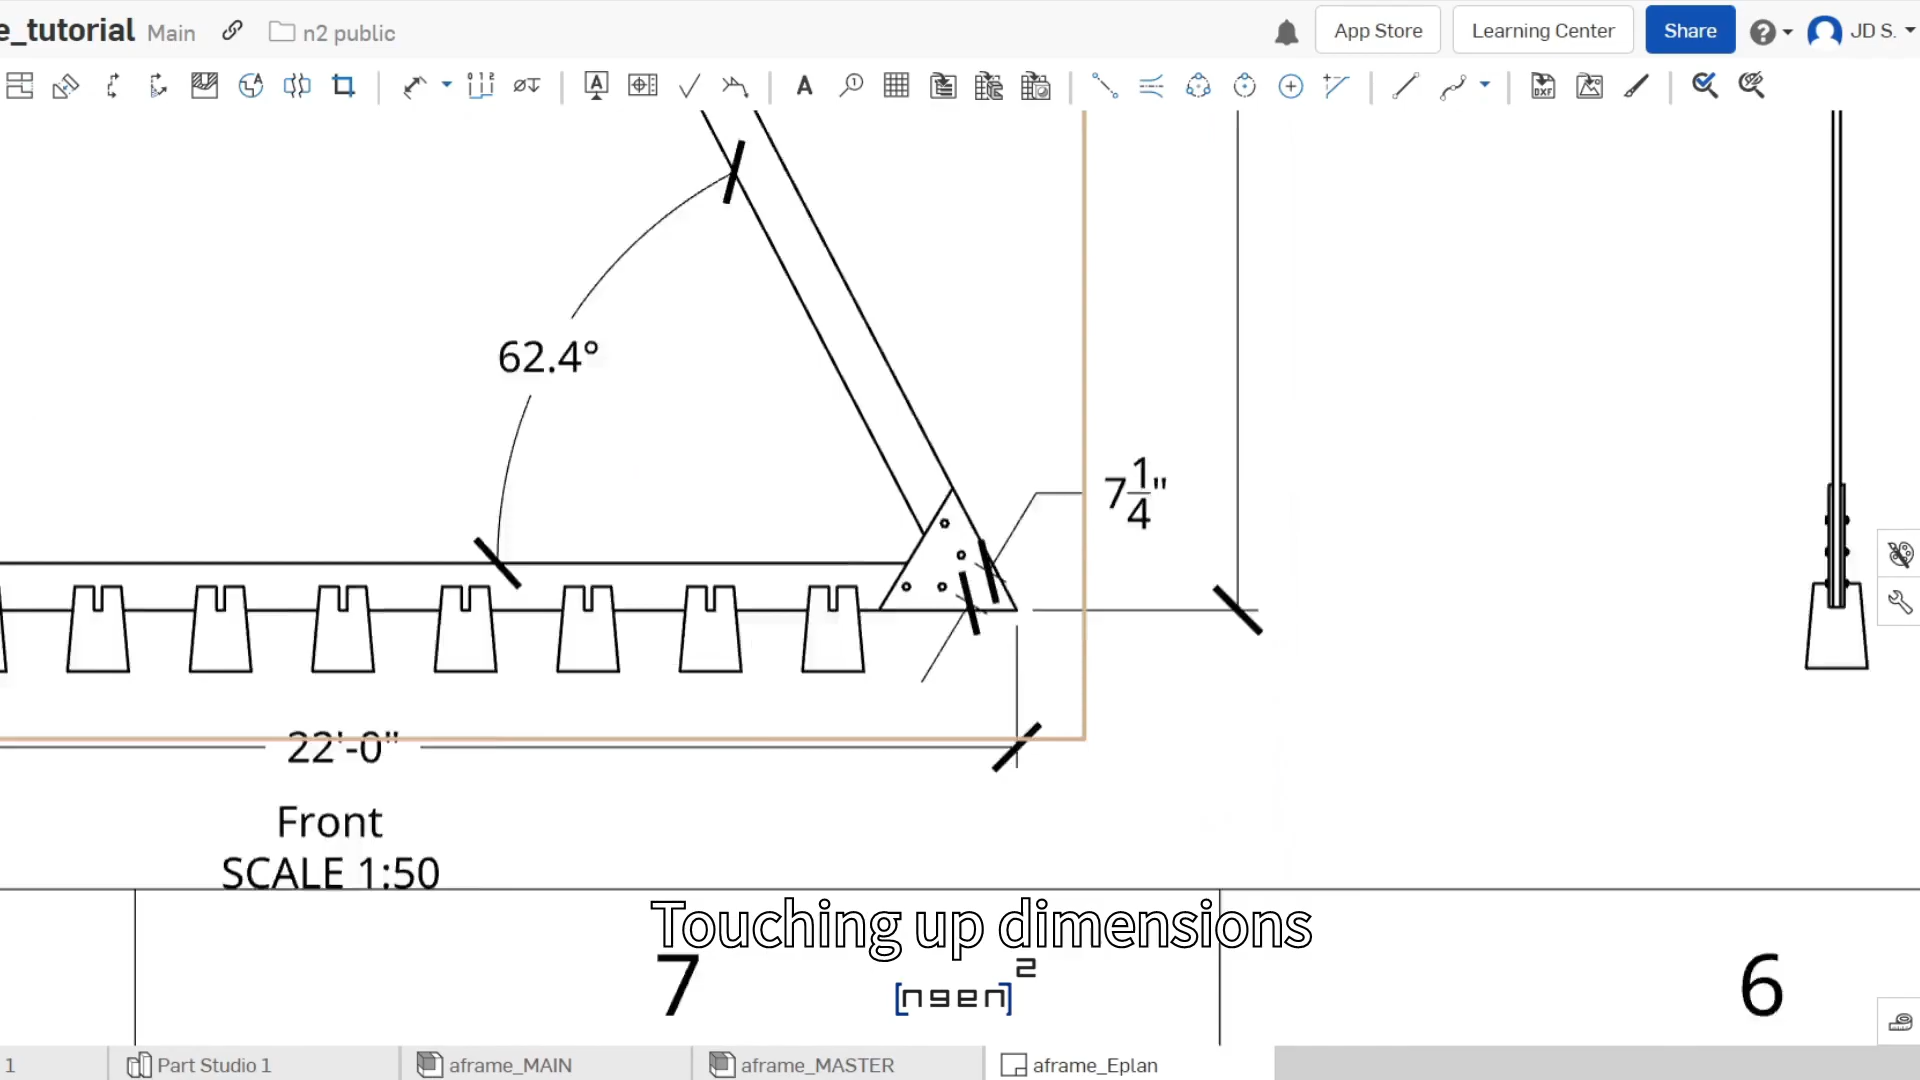 e_tutorial Main n2 public App Store Learning Center Share JD S.
62.4°
7 1/4"
22'-0"
Front
SCALE 1:50
Touching up dimensions
7 [ngen]2 6
1 Part Studio 1 aframe_MAIN aframe_MASTER aframe_Eplan